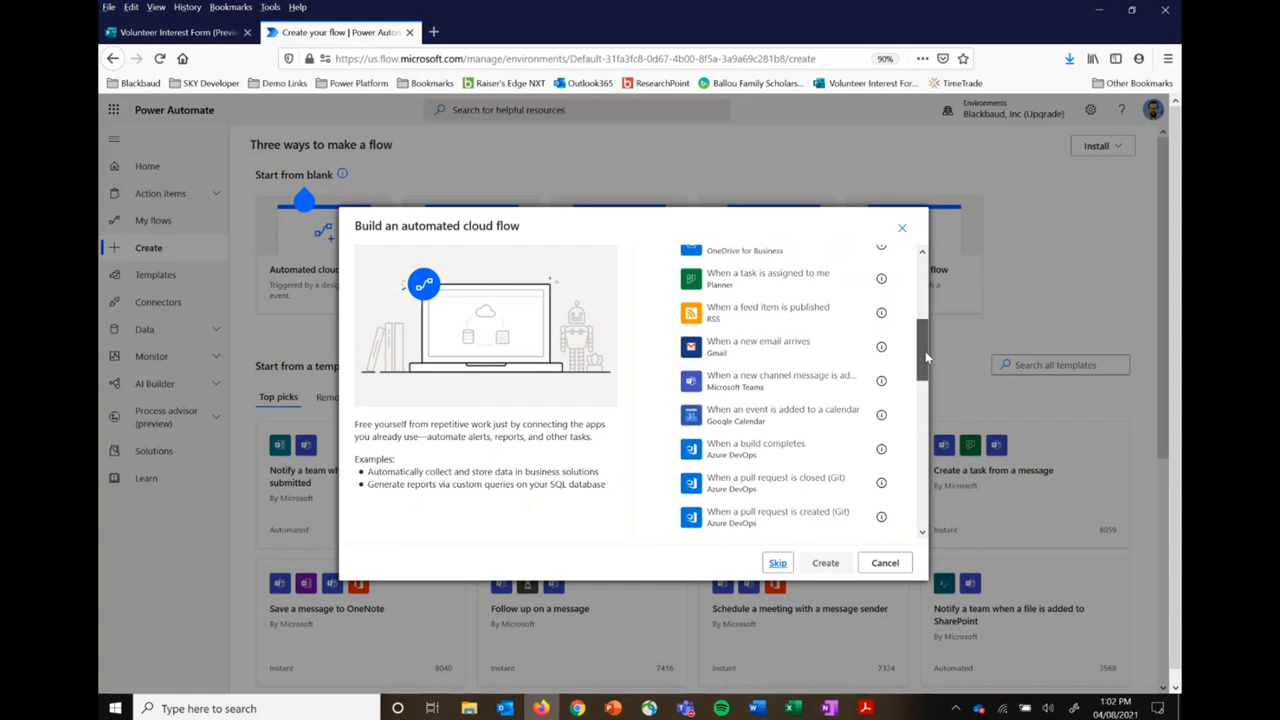 File Edit View History Bookmarks Tools Help
Volunteer Interest Form (Previ
Create your flow | Power Auton
https://us.flow.microsoft.com/manage/environments/Default-31fa3fc8-0d67-4b00-8f5a-3a9a69c281b8/create
90%
Blackbaud SKY Developer Demo Links Power Platform Bookmarks Raiser's Edge NXT Outlook365 ResearchPoint Ballou Family Scholars... Volunteer Interest For... TimeTrade Other Bookmarks
Power Automate
Search for helpful resources
Environments
Blackbaud, Inc (Upgrade)
Home
Action items
My flows
Create
Templates
Connectors
Data
Monitor
AI Builder
Process advisor
(preview)
Solutions
Learn
Three ways to make a flow
Install
Start from blank
Automated clou
Triggered by a desig
event.
flow
Start from a temp
Search all templates
Top picks
Remo
Notify a team wh
submitted
By Microsoft
Automated
Create a task from a message
By Microsoft
Instant
8059
Save a message to OneNote
By Microsoft
Instant
8040
Follow up on a message
By Microsoft
Instant
7416
Schedule a meeting with a message sender
By Microsoft
Instant
7324
Notify a team when a file is added to
SharePoint
By Microsoft
Automated
3568
Build an automated cloud flow
Free yourself from repetitive work just by connecting the apps
you already use—automate alerts, reports, and other tasks.
Examples:
• Automatically collect and store data in business solutions
• Generate reports via custom queries on your SQL database
OneDrive for Business
When a task is assigned to me
Planner
When a feed item is published
RSS
When a new email arrives
Gmail
When a new channel message is ad...
Microsoft Teams
When an event is added to a calendar
Google Calendar
When a build completes
Azure DevOps
When a pull request is closed (Git)
Azure DevOps
When a pull request is created (Git)
Azure DevOps
Skip
Create
Cancel
Type here to search
1:02 PM
04/08/2021